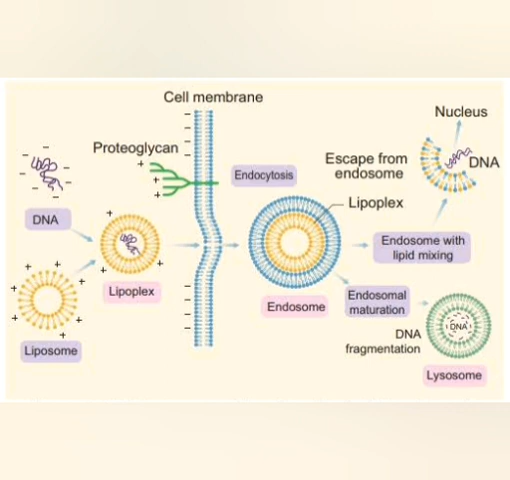 Cell membrane
Nucleus
Proteoglycan
DNA
Escape from
endosome
Endocytosis
Lipoplex
DNA
Endosome with
lipid mixing
Lipoplex
Endosome
Endosomal
maturation
DNA
DNA
fragmentation
Liposome
Lysosome